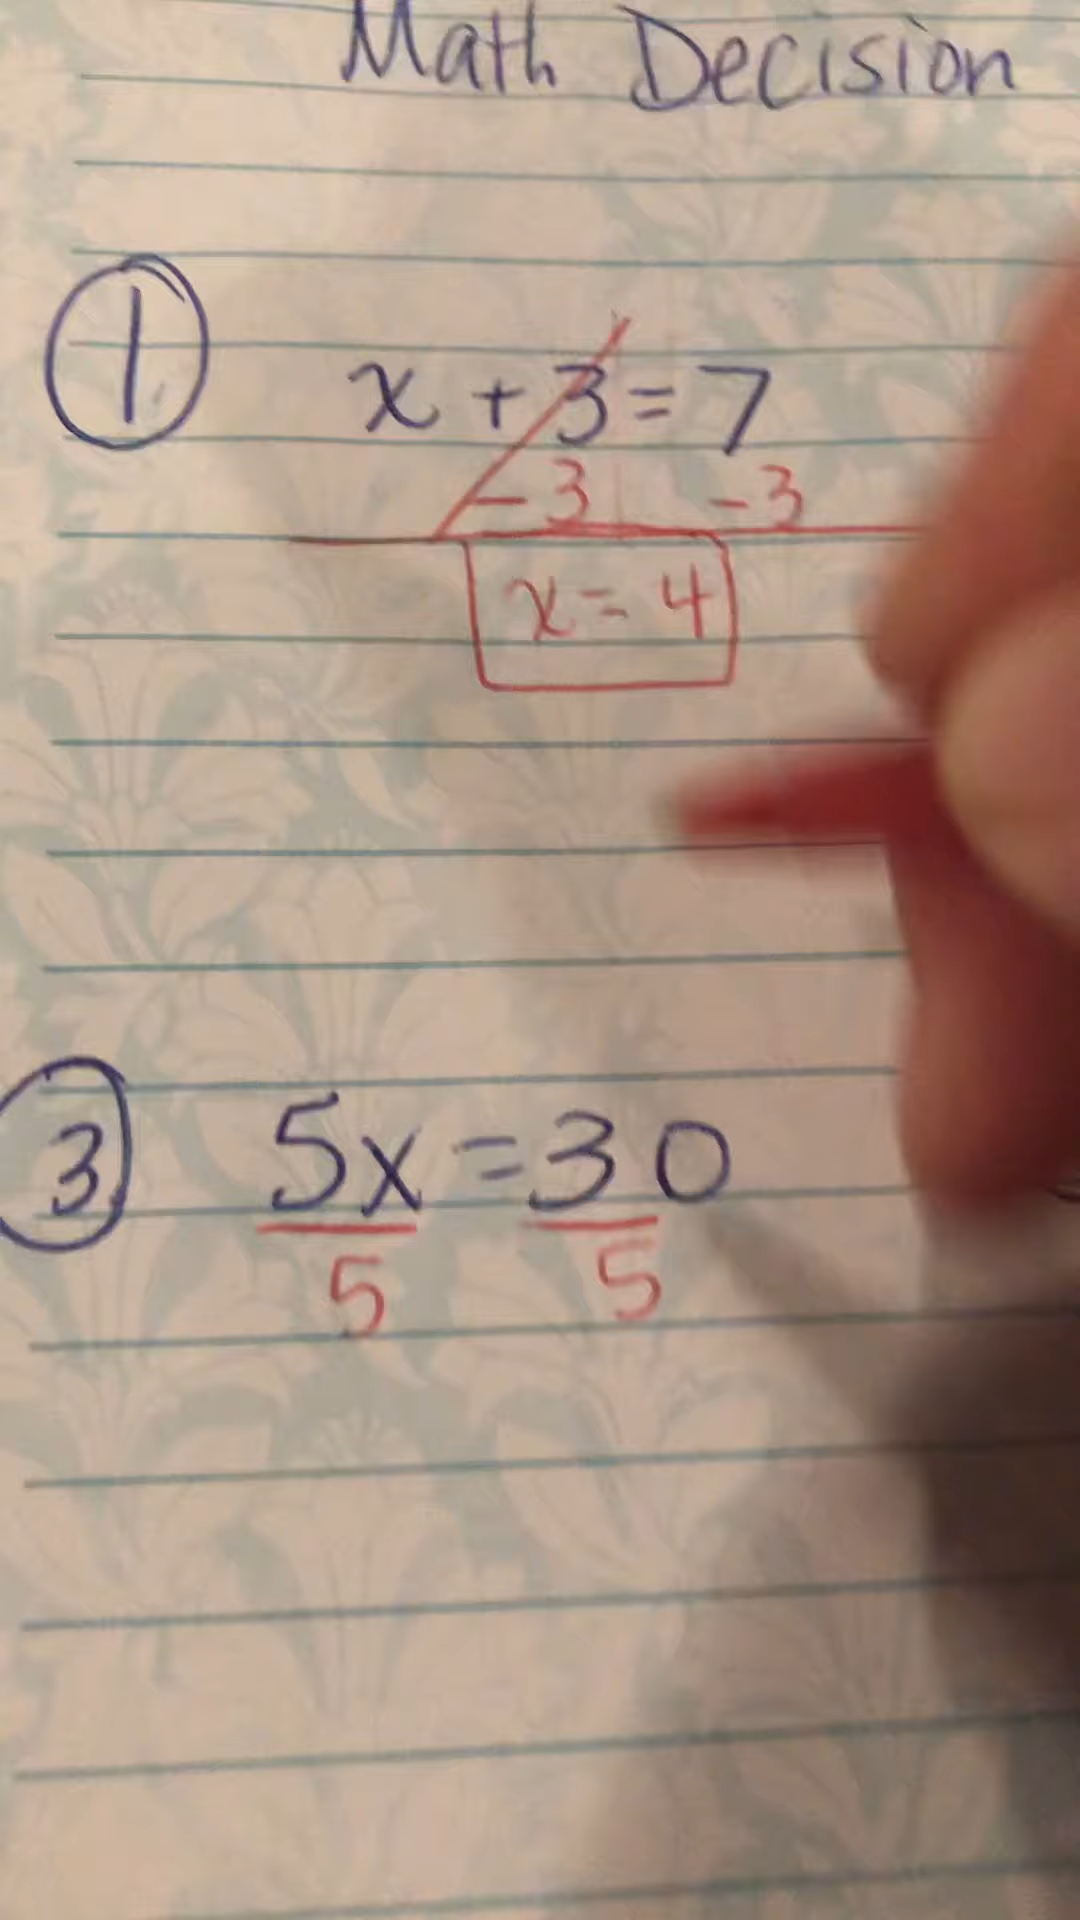 Math Decision
1 x + 3 = 7
- 3 - 3
x = 4
3 5x = 30
5 5